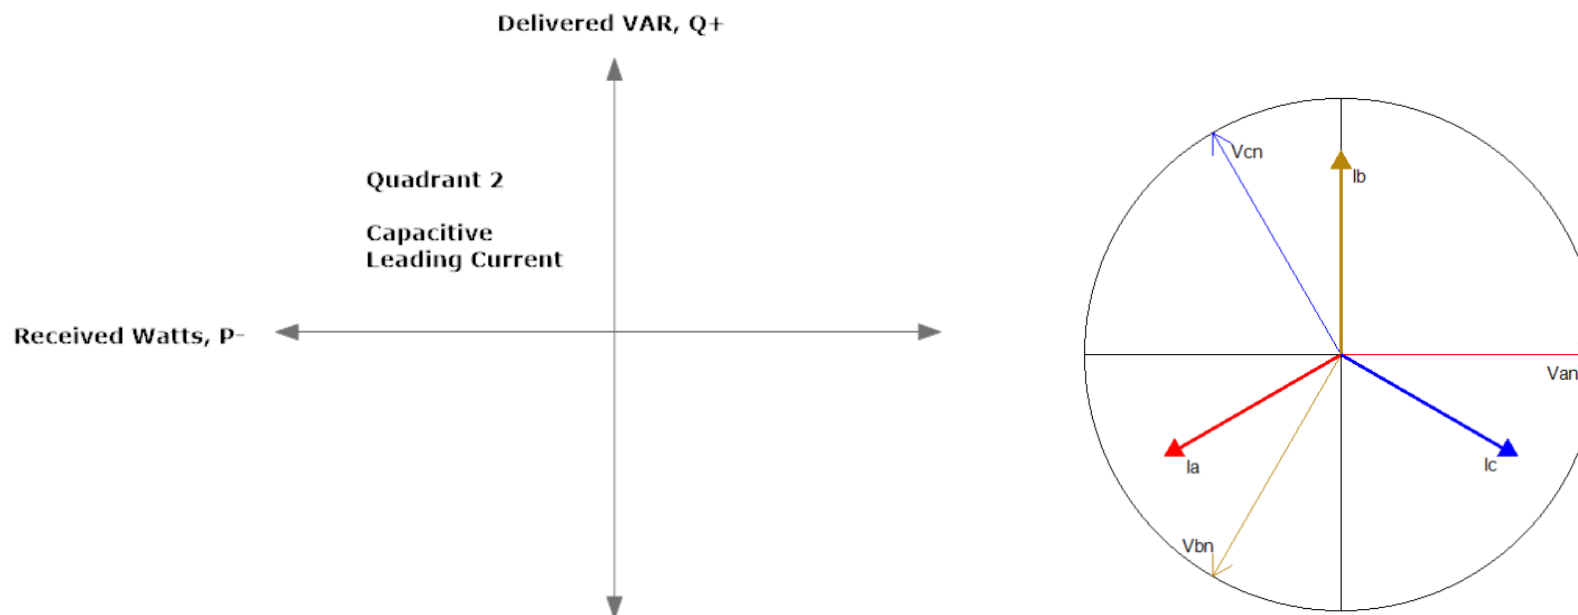 Delivered VAR, Q+
Quadrant 2
Capacitive
Leading Current
Received Watts, P-
Vcn
Ib
Van
Ia
Ic
Vbn